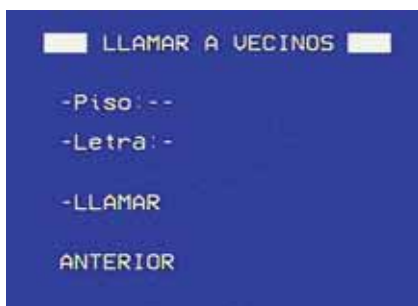 LLAMAR A VECINOS
-Piso:--
-Letra:-
-LLAMAR
ANTERIOR